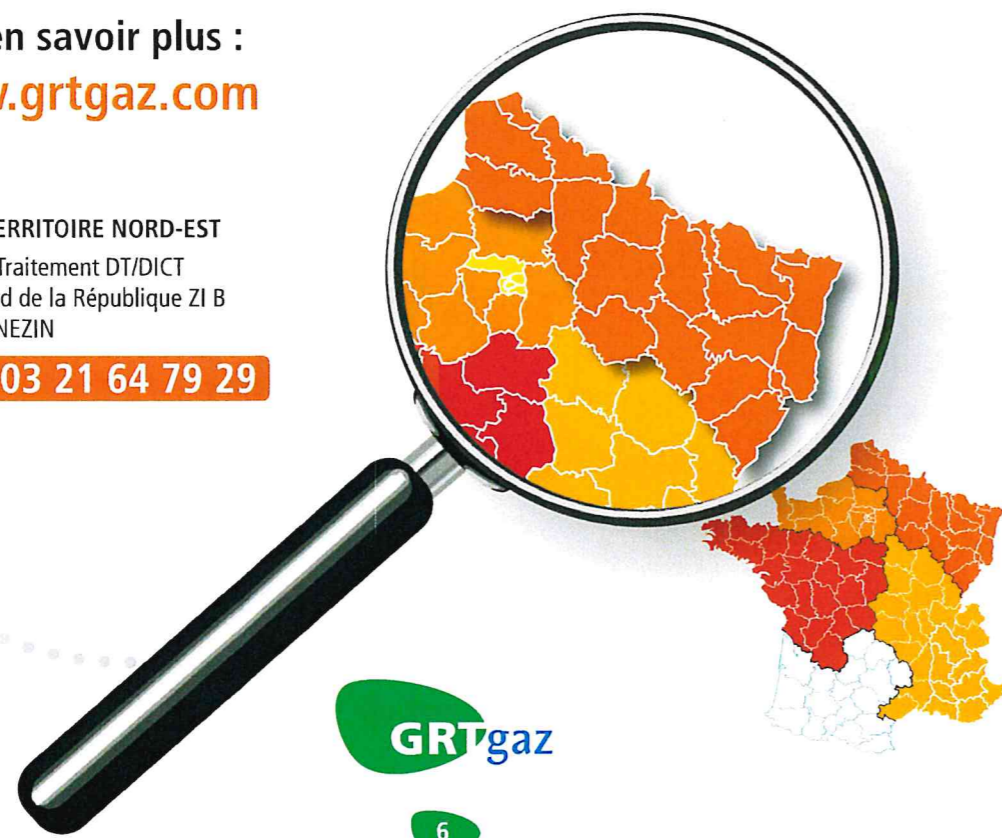 en savoir plus :
.grtgaz.com
ERRITOIRE NORD-EST
Traitement DT/DICT
d de la République ZI B
NEZIN
03 21 64 79 29
GRTgaz
6